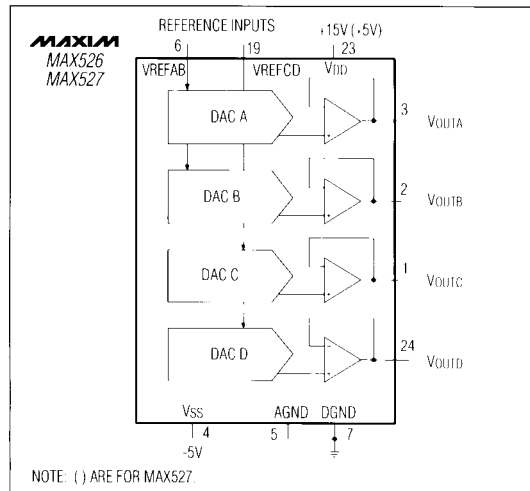 REFERENCE INPUTS
MAXIM
MAX526
MAX527
6
19
+15V (+5V)
23
VREFAB
VREFCD
VDD
DAC A
3
VOUTA
DAC B
2
VOUTB
DAC C
1
VOUTC
DAC D
24
VOUTD
VSS
AGND
DGND
4
5
7
-5V
NOTE: ( ) ARE FOR MAX527.